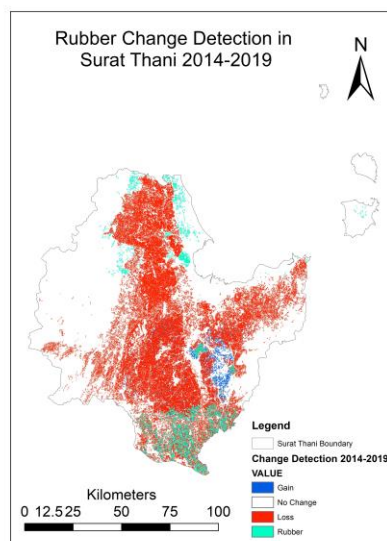 Rubber Change Detection in
Surat Thani 2014-2019
N
Legend
Surat Thani Boundary
Change Detection 2014-2019
VALUE
Gain
No Change
Loss
Rubber
Kilometers
0 12.5 25 50 75 100